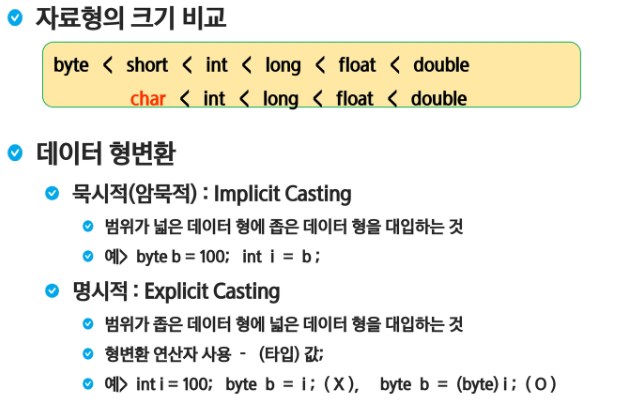 자료형의 크기 비교
byte < short < int < long < float < double
char < int < long < float < double
데이터 형변환
묵시적(암묵적) : Implicit Casting
범위가 넓은 데이터 형에 좁은 데이터 형을 대입하는 것
예> byte b = 100; int i = b ;
명시적 : Explicit Casting
범위가 좁은 데이터 형에 넓은 데이터 형을 대입하는 것
형변환 연산자 사용 - (타입) 값;
예> int i = 100; byte b = i ; ( X ), byte b = (byte) i ; ( O )